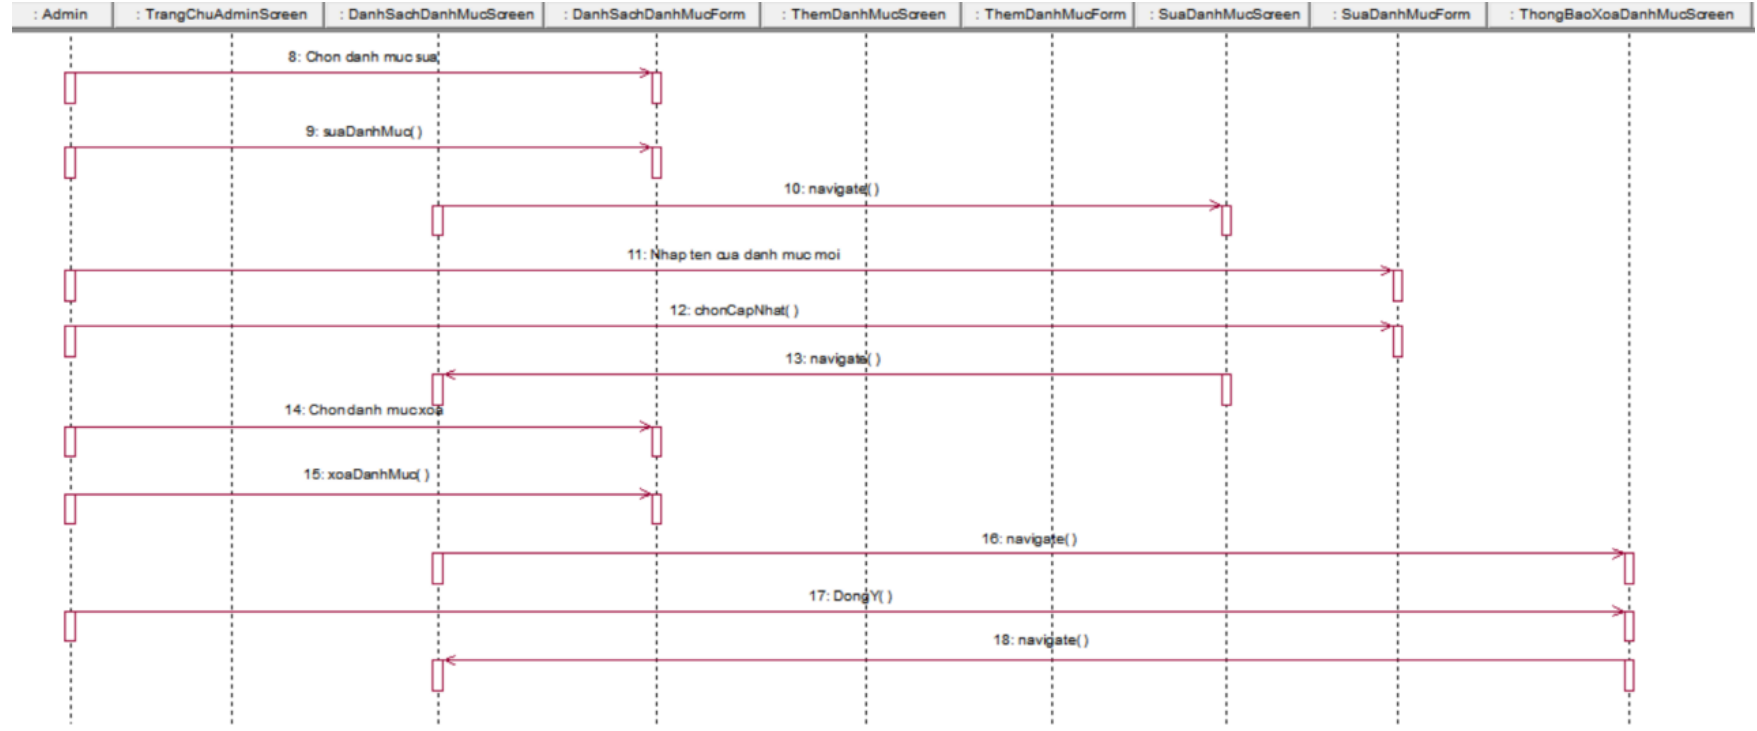 : Admin
: TrangChuAdminScreen
: DanhSachDanhMucScreen
: DanhSachDanhMucForm
: ThemDanhMucScreen
: ThemDanhMucForm
: SuaDanhMucScreen
: SuaDanhMucForm
: ThongBaoXoaDanhMucScreen
8: Chon danh muc sua
9: suaDanhMuc( )
10: navigate( )
11: Nhap ten cua danh muc moi
12: chonCapNhat( )
13: navigate( )
14: Chon danh muc xoa
15: xoaDanhMuc( )
16: navigate( )
17: DongY( )
18: navigate( )